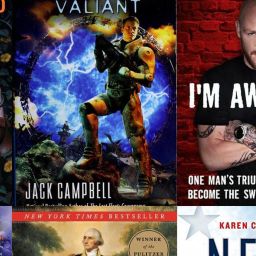 VALIANT
JACK CAMPBELL
NEW YORK TIMES BESTSELLER
WINNER
of the
PULITZER
I'M AW
ONE MAN'S TRIU
BECOME THE SW
KAREN C